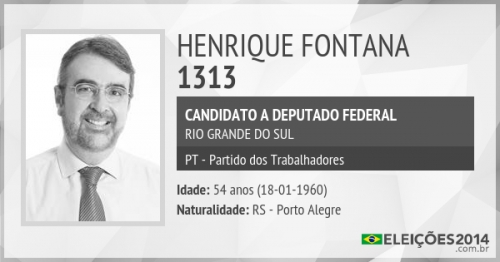 HENRIQUE FONTANA
1313
CANDIDATO A DEPUTADO FEDERAL
RIO GRANDE DO SUL
PT - Partido dos Trabalhadores
Idade: 54 anos (18-01-1960)
Naturalidade: RS - Porto Alegre
ELEIÇÕES2014
.com.br